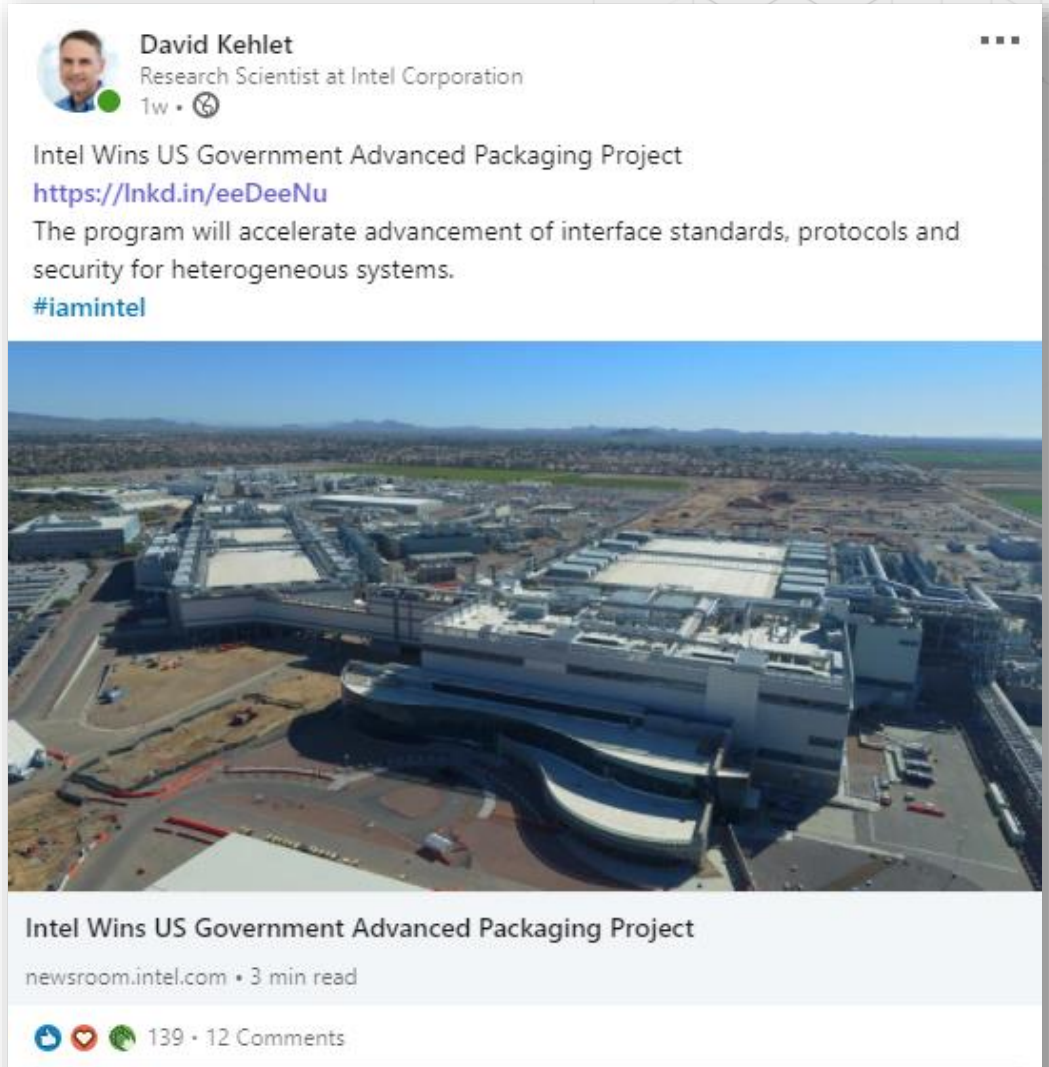 David Kehlet
Research Scientist at Intel Corporation
1w •
Intel Wins US Government Advanced Packaging Project
https://lnkd.in/eeDeeNu
The program will accelerate advancement of interface standards, protocols and
security for heterogeneous systems.
#iamintel
Intel Wins US Government Advanced Packaging Project
newsroom.intel.com • 3 min read
139 · 12 Comments